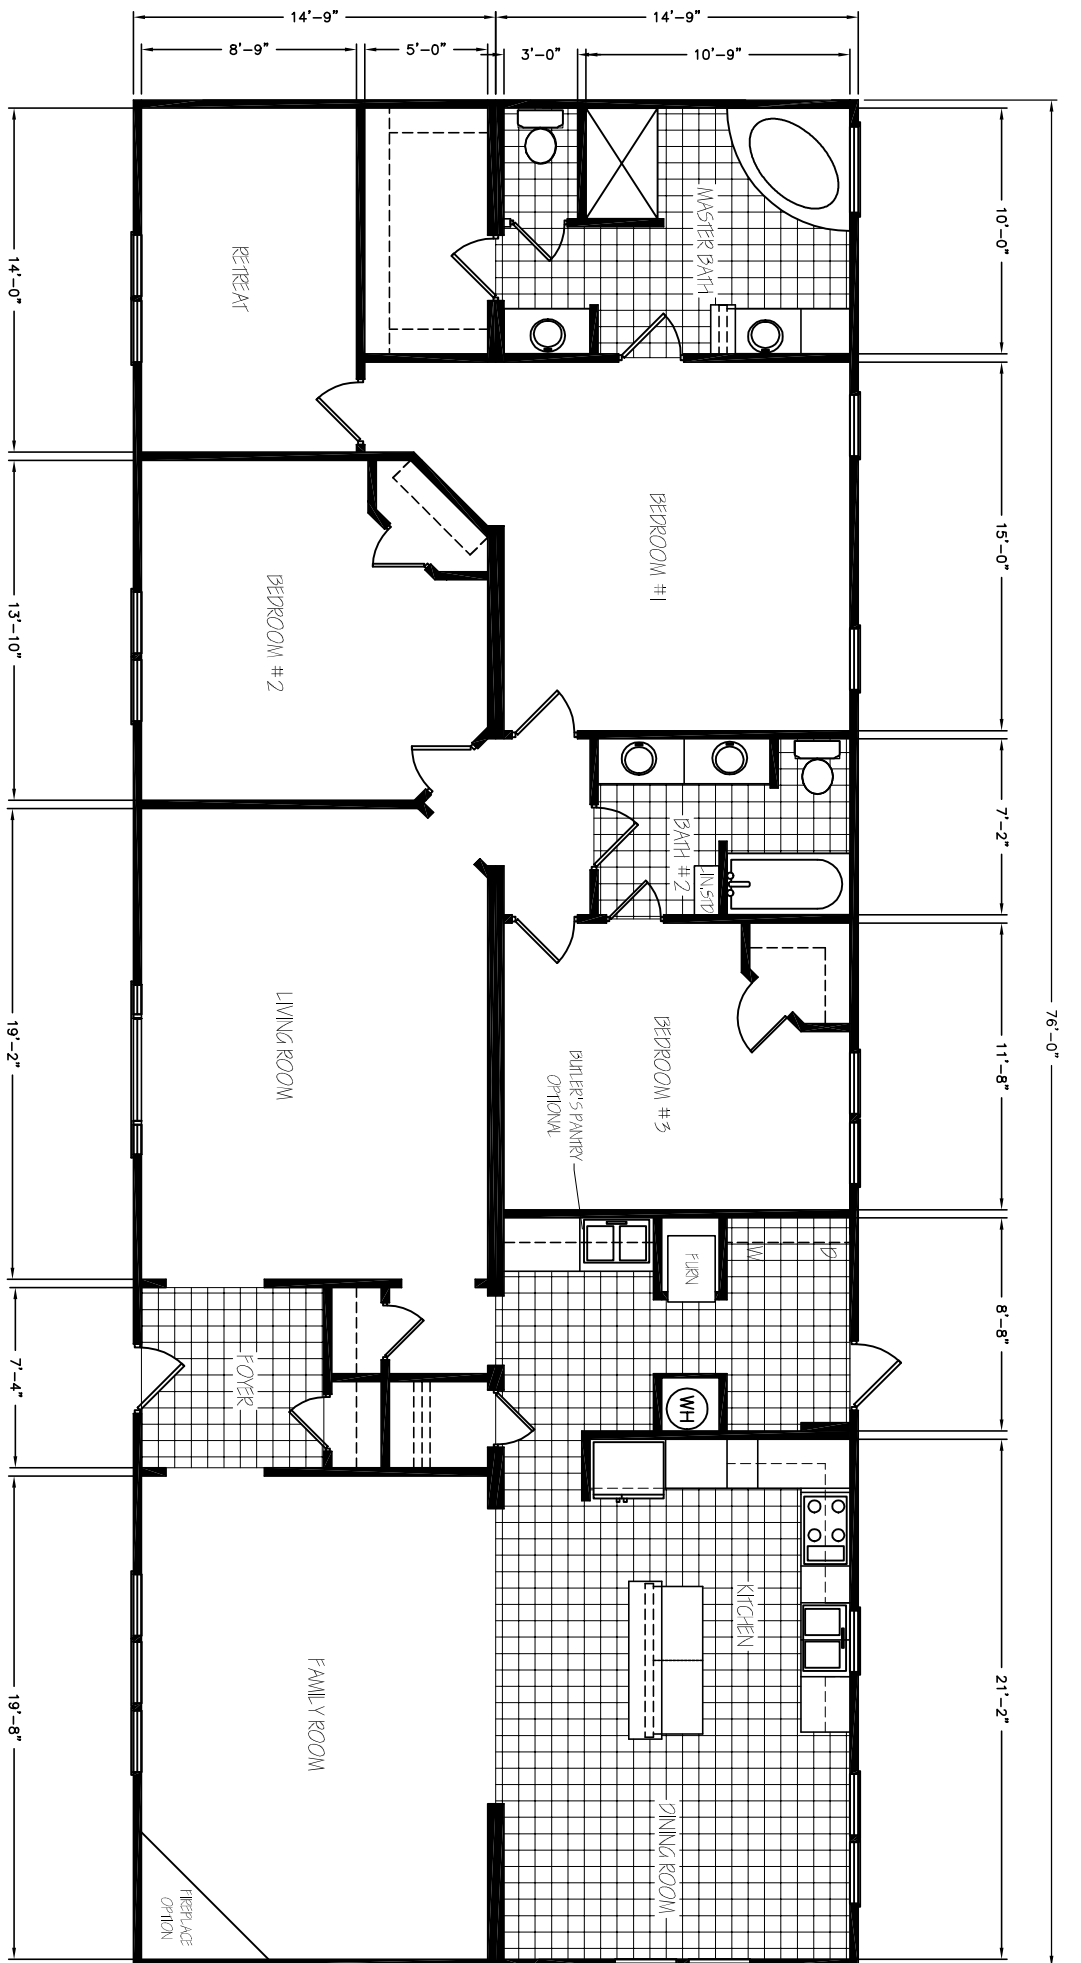 14'-9"
14'-9"
8'-9"
5'-0"
3'-0"
10'-9"
76'-0"
10'-0"
15'-0"
7'-2"
11'-8"
8'-8"
21'-2"
14'-0"
13'-10"
19'-2"
7'-4"
19'-8"
MASTER BATH
RETREAT
BEDROOM #1
BEDROOM #2
BATH #2
LIN.STD
BEDROOM #3
LIVING ROOM
BUTLER'S PANTRY
OPTIONAL
FURN
W
D
FOYER
WH
KITCHEN
FAMILY ROOM
DINING ROOM
FIREPLACE
OPTION